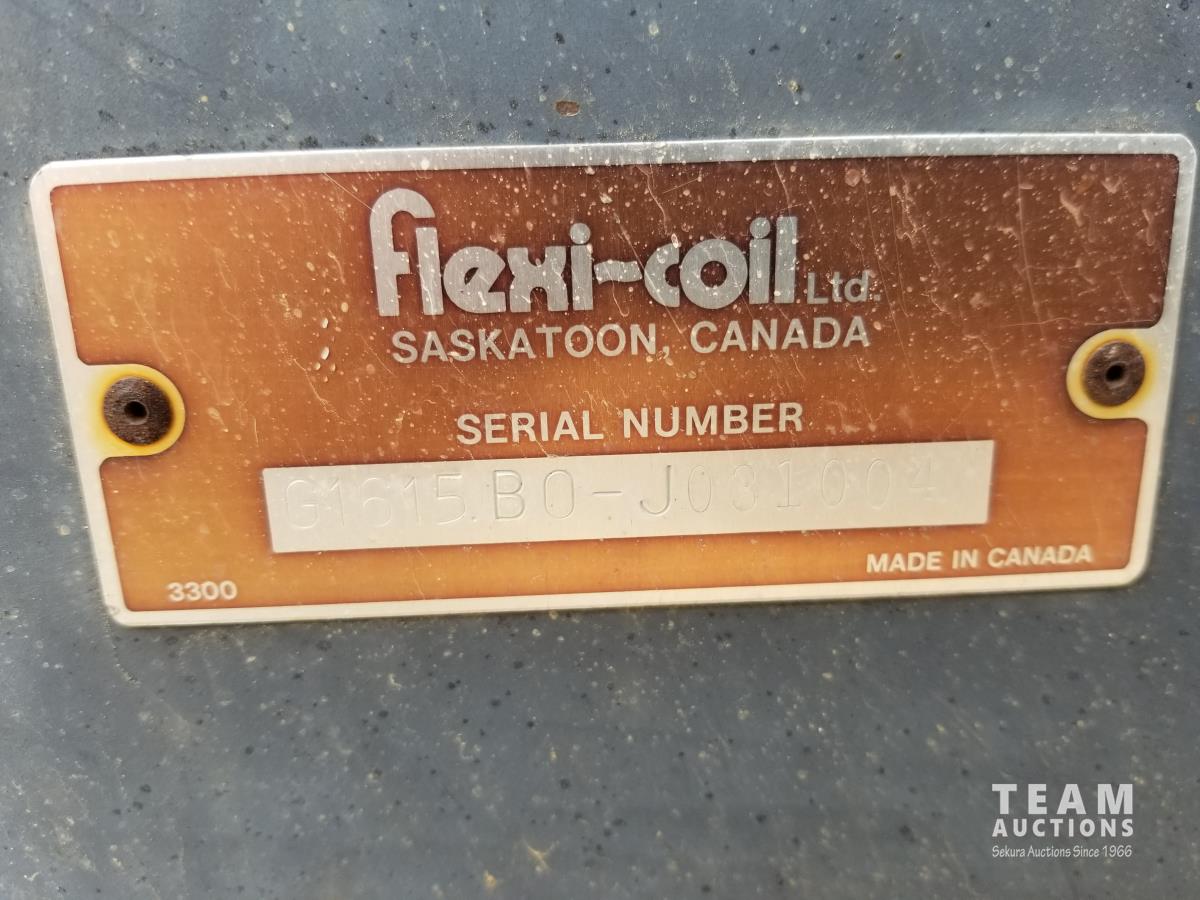 flexi-coil Ltd.
SASKATOON, CANADA
SERIAL NUMBER
G1615.B0-J031004
MADE IN CANADA
3300
TEAM
AUCTIONS
Sekura Auctions Since 1966